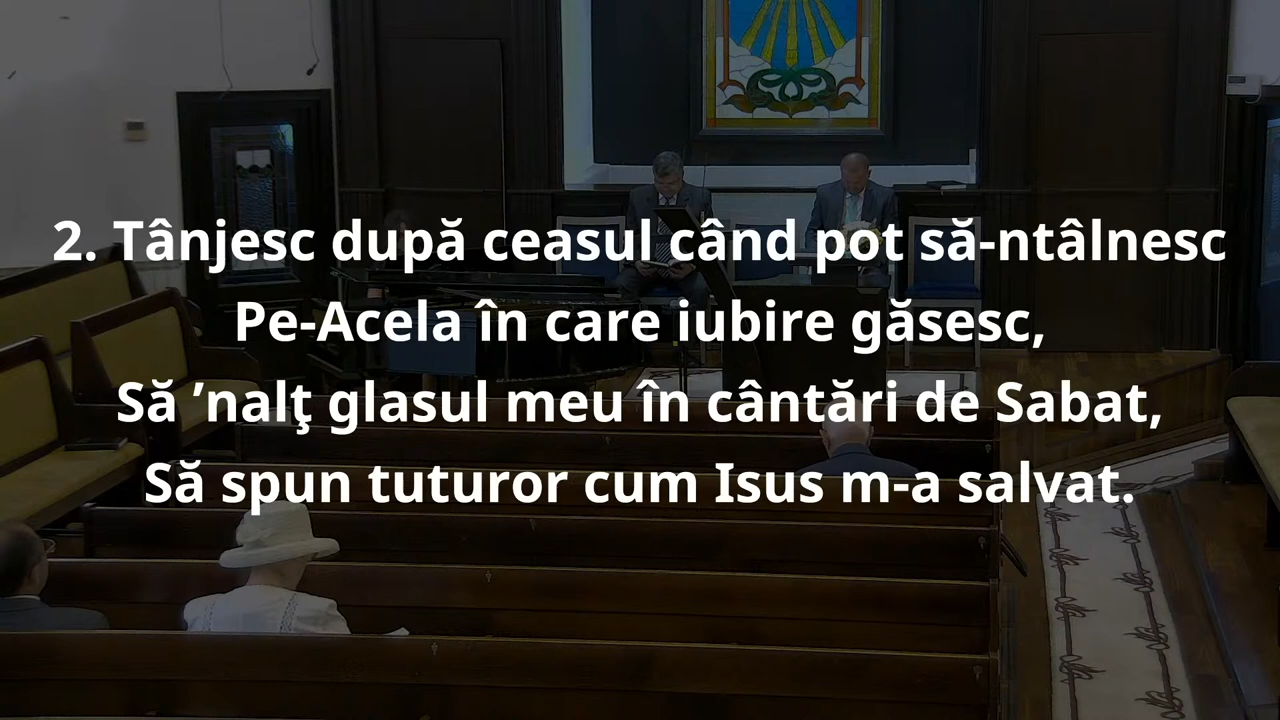 2. Tânjesc după ceasul când pot să-ntâlnesc
Pe-Acela în care iubire găsesc,
Să ’nalţ glasul meu în cântări de Sabat,
Să spun tuturor cum Isus m-a salvat.